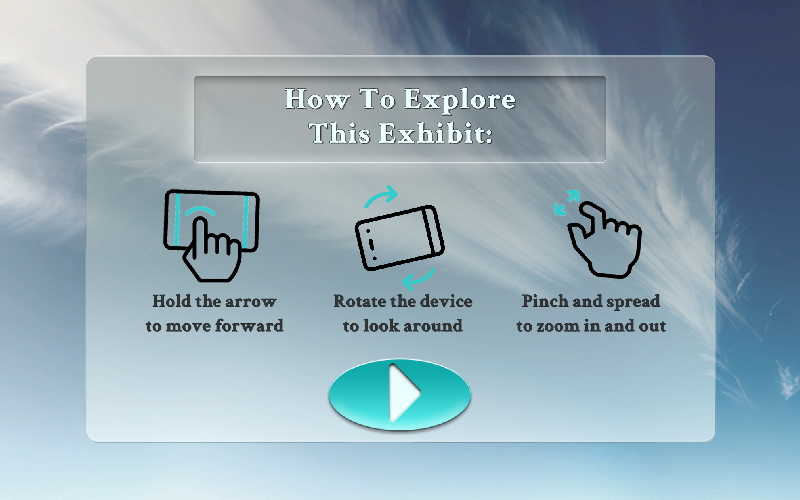 How To Explore
This Exhibit:
Hold the arrow
to move forward
Rotate the device
to look around
Pinch and spread
to zoom in and out